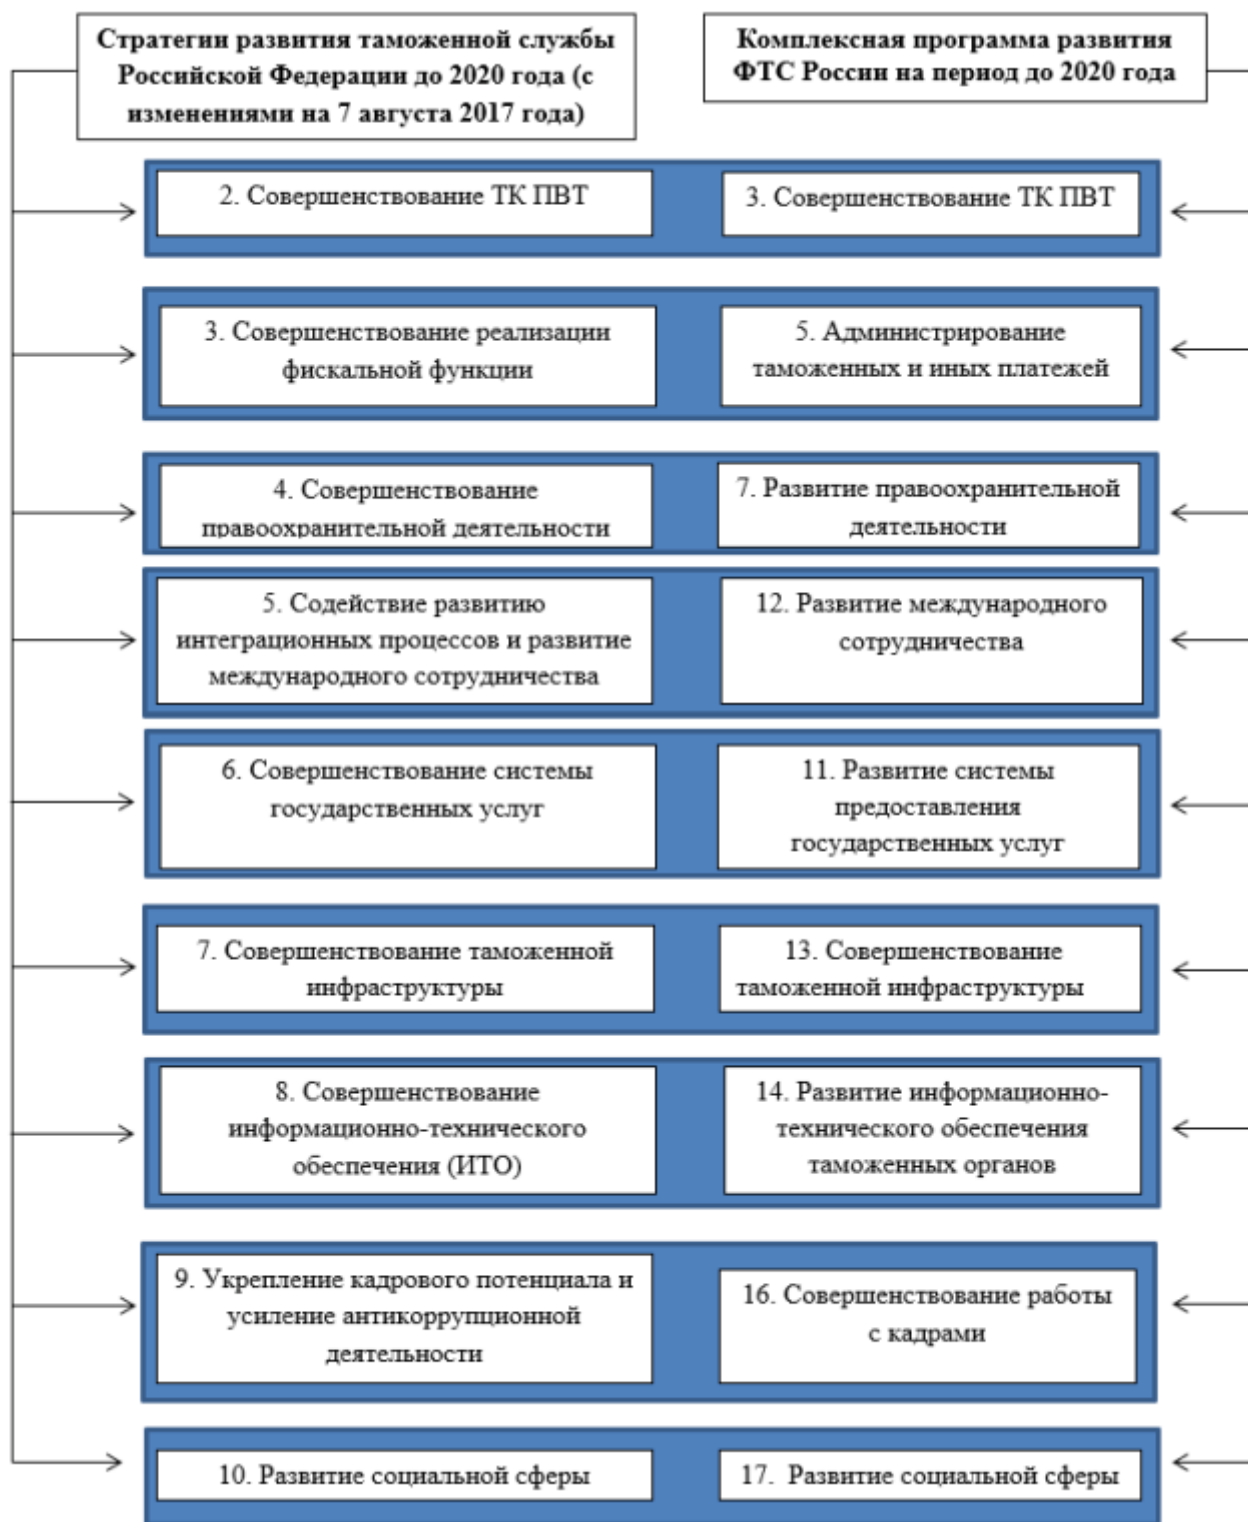 Стратегии развития таможенной службы
Российской Федерации до 2020 года (с
изменениями на 7 августа 2017 года)
Комплексная программа развития
ФТС России на период до 2020 года
2. Совершенствование ТК ПВТ
3. Совершенствование ТК ПВТ
3. Совершенствование реализации
фискальной функции
5. Администрирование
таможенных и иных платежей
4. Совершенствование
правоохранительной деятельности
7. Развитие правоохранительной
деятельности
5. Содействие развитию
интеграционных процессов и развитие
международного сотрудничества
12. Развитие международного
сотрудничества
6. Совершенствование системы
государственных услуг
11. Развитие системы
предоставления
государственных услуг
7. Совершенствование таможенной
инфраструктуры
13. Совершенствование
таможенной инфраструктуры
8. Совершенствование
информационно-технического
обеспечения (ИТО)
14. Развитие информационно-
технического обеспечения
таможенных органов
9. Укрепление кадрового потенциала и
усиление антикоррупционной
деятельности
16. Совершенствование работы
с кадрами
10. Развитие социальной сферы
17. Развитие социальной сферы